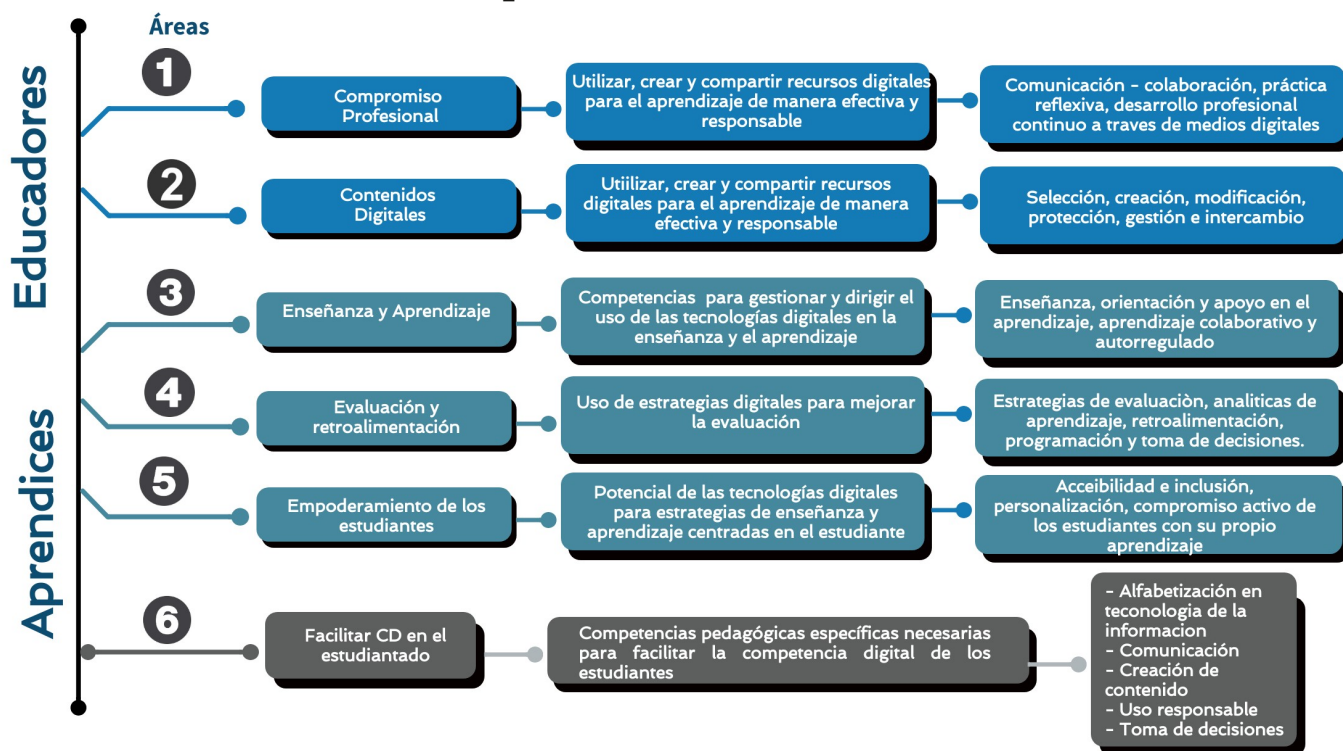 Áreas
Educadores
Aprendices
1
Compromiso
Profesional
Utilizar, crear y compartir recursos digitales
para el aprendizaje de manera efectiva y
responsable
Comunicación - colaboración, práctica
reflexiva, desarrollo profesional
continuo a traves de medios digitales
2
Contenidos
Digitales
Utiilizar, crear y compartir recursos
digitales para el aprendizaje de manera
efectiva y responsable
Selección, creación, modificación,
protección, gestión e intercambio
3
Enseñanza y Aprendizaje
Competencias para gestionar y dirigir el
uso de las tecnologías digitales en la
enseñanza y el aprendizaje
Enseñanza, orientación y apoyo en el
aprendizaje, aprendizaje colaborativo y
autorregulado
4
Evaluación y
retroalimentación
Uso de estrategias digitales para mejorar
la evaluación
Estrategias de evaluaciòn, analiticas de
aprendizaje, retroalimentación,
programación y toma de decisiones.
5
Empoderamiento de los
estudiantes
Potencial de las tecnologías digitales
para estrategias de enseñanza y
aprendizaje centradas en el estudiante
Acceibilidad e inclusión,
personalización, compromiso activo de
los estudiantes con su propio
aprendizaje
6
Facilitar CD en el
estudiantado
Competencias pedagógicas específicas necesarias
para facilitar la competencia digital de los
estudiantes
- Alfabetización en
teconologia de la
informacion
- Comunicación
- Creación de
contenido
- Uso responsable
- Toma de decisiones